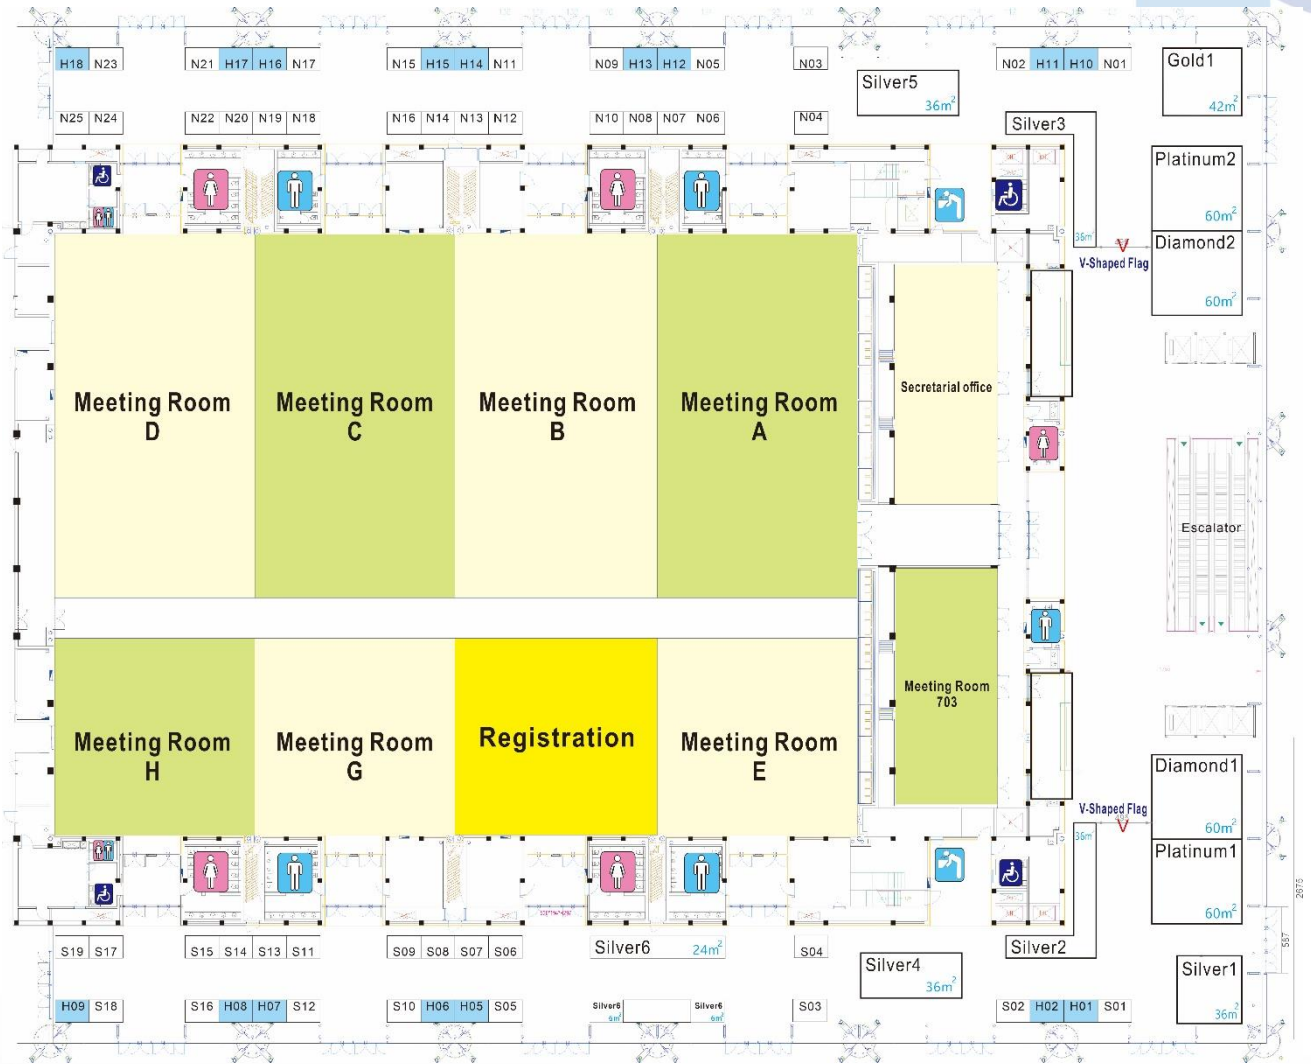 H18 N23 N21 H17 H16 N17 N15 H15 H14 N11 N09 H13 H12 N05 N03 N02 H11 H10 N01
Gold1
42m²
Silver5
36m²
N25 N24 N22 N20 N19 N18 N16 N14 N13 N12 N10 N08 N07 N06 N04
Silver3
36m²
Platinum2
60m²
Diamond2
60m²
V-Shaped Flag
Meeting Room
D
Meeting Room
C
Meeting Room
B
Meeting Room
A
Secretarial office
Escalator
Meeting Room
H
Meeting Room
G
Registration
Meeting Room
E
Meeting Room
703
Diamond1
60m²
V-Shaped Flag
36m²
Platinum1
60m²
2675
587
S19 S17 S15 S14 S13 S11 S09 S08 S07 S06
Silver6 24m²
S04
Silver2
Silver4
36m²
Silver1
36m²
H09 S18 S16 H08 H07 S12 S10 H06 H05 S05
Silver6
6m²
Silver6
6m²
S03 S02 H02 H01 S01